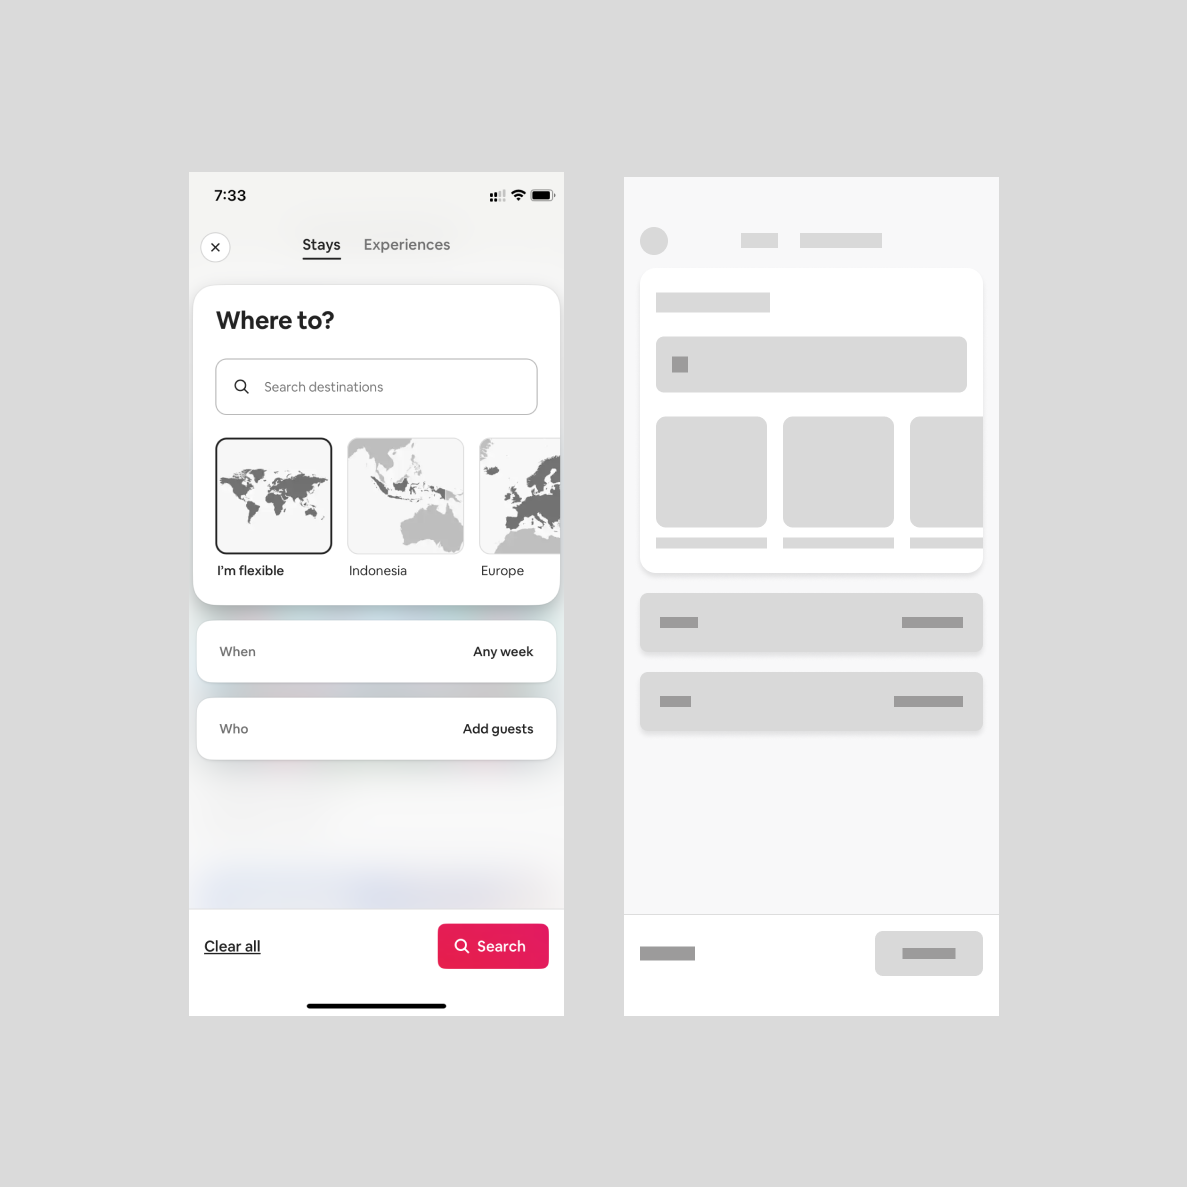 7:33
Stays Experiences
Where to?
Search destinations
I'm flexible Indonesia Europe
When Any week
Who Add guests
Clear all Search